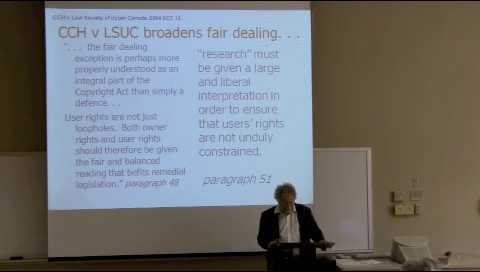 CCH v. Law Society of Upper Canada, 2004 SCC 13
CCH v LSUC broadens fair dealing. . .
". . . the fair dealing
exception is perhaps more
properly understood as an
integral part of the
Copyright Act than simply a
defence. . .
User rights are not just
loopholes. Both owner
rights and user rights
should therefore be given
the fair and balanced
reading that befits remedial
legislation." paragraph 48
"research" must
be given a large
and liberal
interpretation in
order to ensure
that users' rights
are not unduly
constrained.
paragraph 51